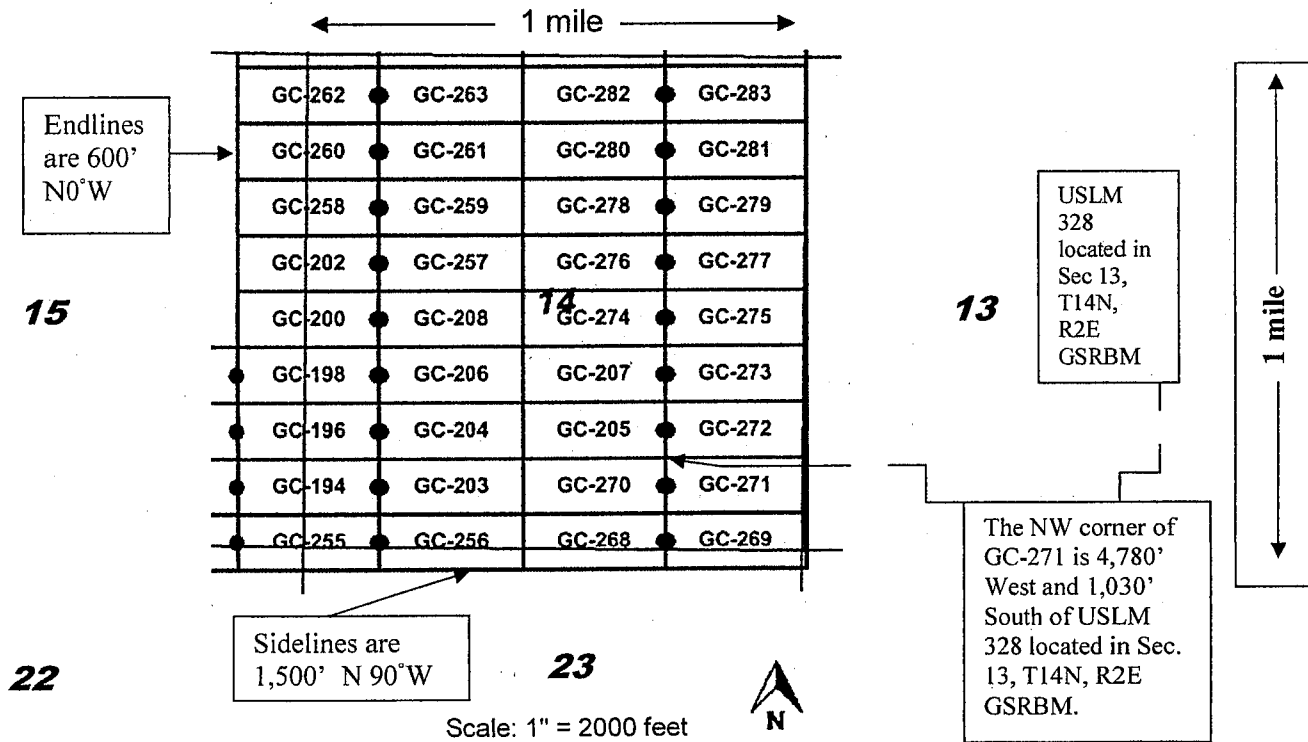 1 mile
Endlines
are 600'
N0°W
GC-262 GC-263 GC-282 GC-283
GC-260 GC-261 GC-280 GC-281
GC-258 GC-259 GC-278 GC-279
GC-202 GC-257 GC-276 GC-277
GC-200 GC-208 GC-274 GC-275
GC-198 GC-206 GC-207 GC-273
GC-196 GC-204 GC-205 GC-272
GC-194 GC-203 GC-270 GC-271
GC-255 GC-256 GC-268 GC-269
15
14
13
USLM
328
located in
Sec 13,
T14N,
R2E
GSRBM
1 mile
Sidelines are
1,500' N 90°W
The NW corner of
GC-271 is 4,780'
West and 1,030'
South of USLM
328 located in Sec.
13, T14N, R2E
GSRBM.
22
23
N
Scale: 1" = 2000 feet